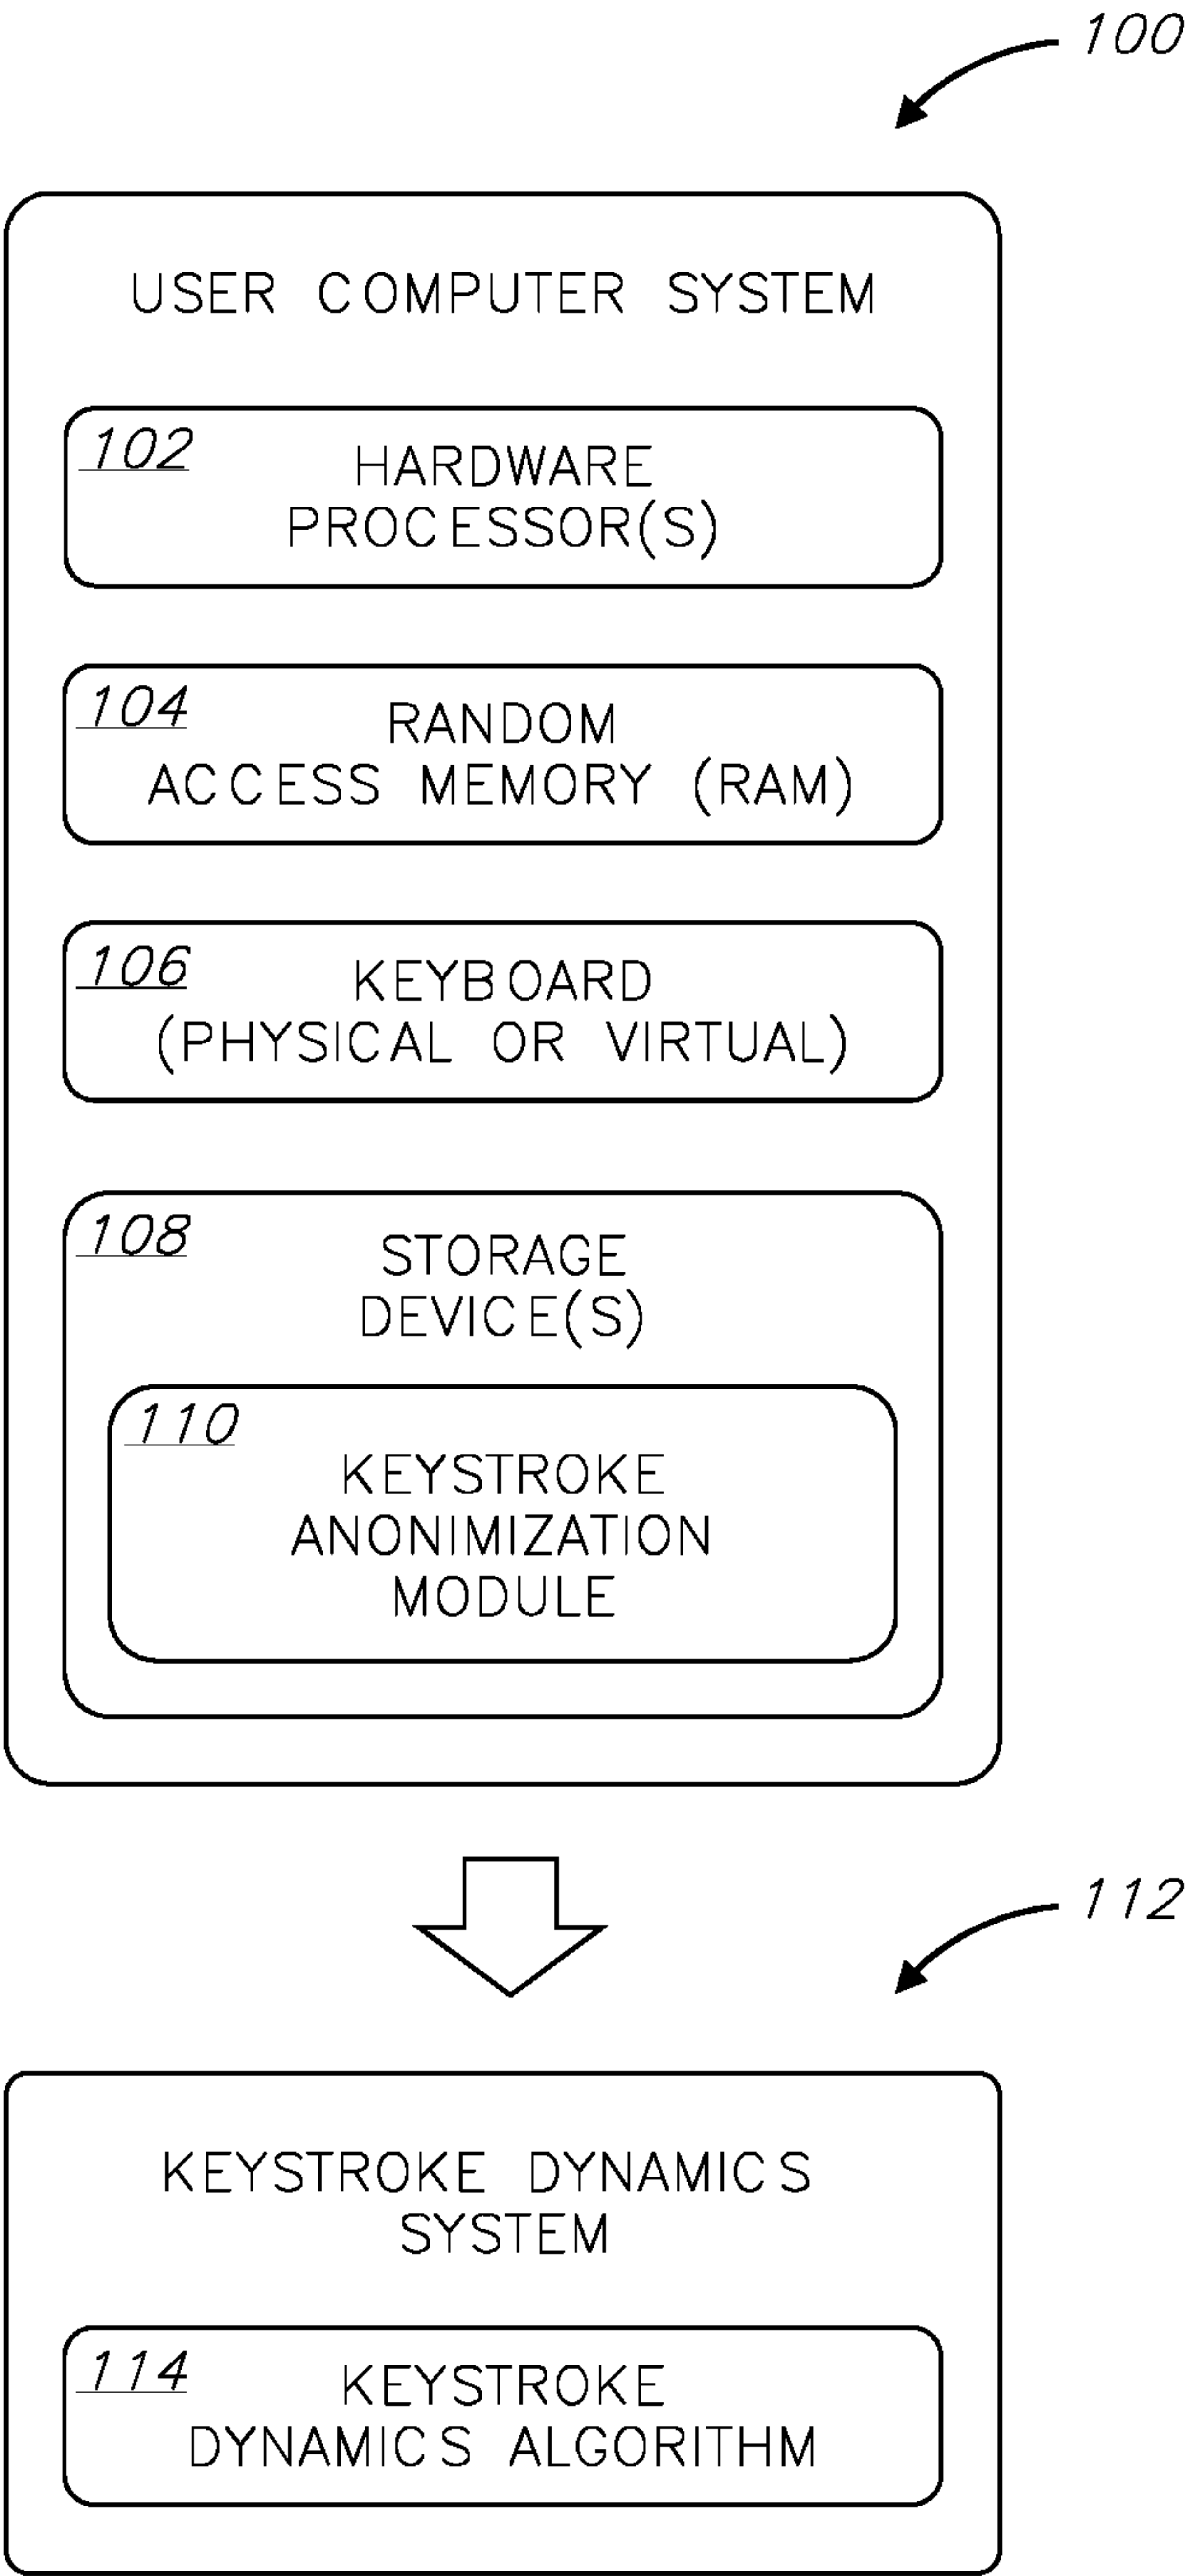 100
USER COMPUTER SYSTEM
102
HARDWARE
PROCESSOR(S)
104
RANDOM
ACCESS MEMORY (RAM)
106
KEYBOARD
(PHYSICAL OR VIRTUAL)
108
STORAGE
DEVICE(S)
110
KEYSTROKE
ANONIMIZATION
MODULE
112
KEYSTROKE DYNAMICS
SYSTEM
114
KEYSTROKE
DYNAMICS ALGORITHM